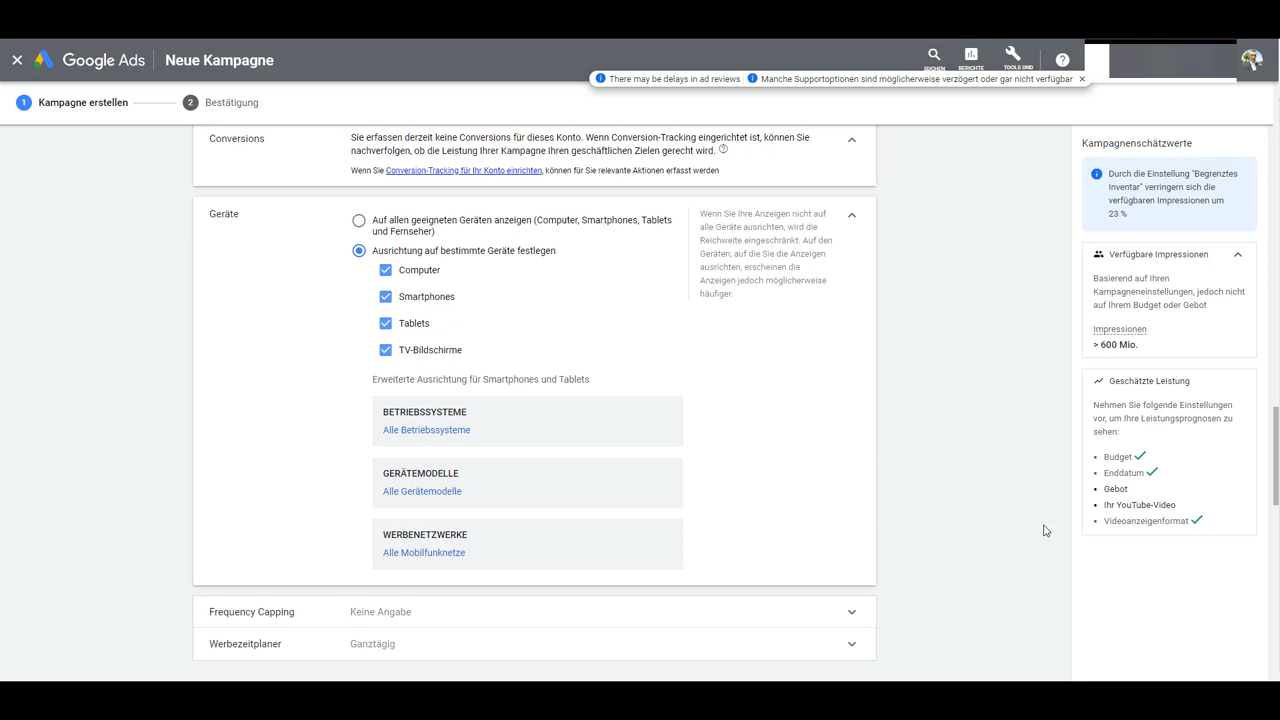 Google Ads
Neue Kampagne
SUCHEN
BERICHTE
TOOLS UND
There may be delays in ad reviews
Manche Supportoptionen sind möglicherweise verzögert oder gar nicht verfügbar
1 Kampagne erstellen
2 Bestätigung
Conversions
Sie erfassen derzeit keine Conversions für dieses Konto. Wenn Conversion-Tracking eingerichtet ist, können Sie
nachverfolgen, ob die Leistung Ihrer Kampagne Ihren geschäftlichen Zielen gerecht wird.
Wenn Sie Conversion-Tracking für Ihr Konto einrichten, können für Sie relevante Aktionen erfasst werden
Geräte
Auf allen geeigneten Geräten anzeigen (Computer, Smartphones, Tablets
und Fernseher)
Ausrichtung auf bestimmte Geräte festlegen
Computer
Smartphones
Tablets
TV-Bildschirme
Erweiterte Ausrichtung für Smartphones und Tablets
BETRIEBSSYSTEME
Alle Betriebssysteme
GERÄTEMODELLE
Alle Gerätemodelle
WERBENETZWERKE
Alle Mobilfunknetze
Wenn Sie Ihre Anzeigen nicht auf
alle Geräte ausrichten, wird die
Reichweite eingeschränkt. Auf den
Geräten, auf die Sie die Anzeigen
ausrichten, erscheinen die
Anzeigen jedoch möglicherweise
häufiger.
Frequency Capping
Keine Angabe
Werbezeitplaner
Ganztägig
Kampagnenschätzwerte
Durch die Einstellung "Begrenztes
Inventar" verringern sich die
verfügbaren Impressionen um
23 %
Verfügbare Impressionen
Basierend auf Ihren
Kampagneneinstellungen, jedoch nicht
auf Ihrem Budget oder Gebot
Impressionen
> 600 Mio.
Geschätzte Leistung
Nehmen Sie folgende Einstellungen
vor, um Ihre Leistungsprognosen zu
sehen:
Budget
Enddatum
Gebot
Ihr YouTube-Video
Videoanzeigenformat